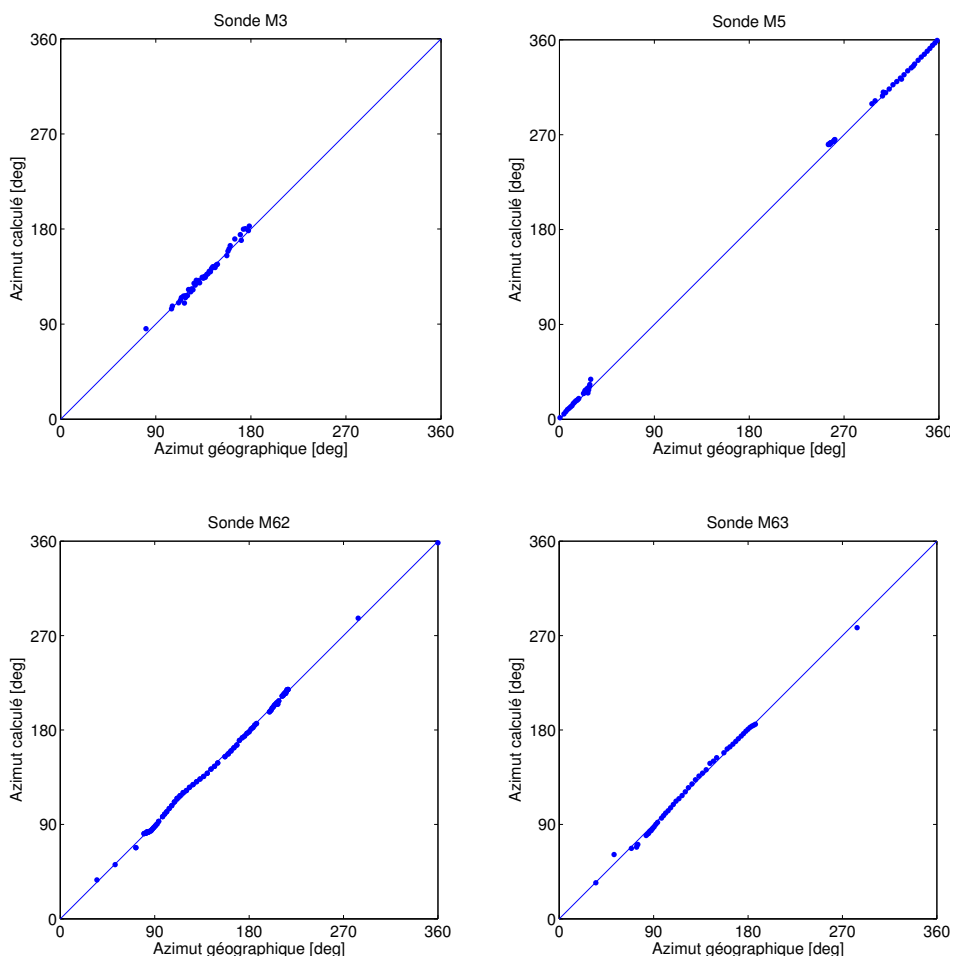 Sonde M3
360
270
180
90
0
0 90 180 270 360
Azimut géographique [deg]
Azimut calculé [deg]
Sonde M5
360
270
180
90
0
0 90 180 270 360
Azimut géographique [deg]
Azimut calculé [deg]
Sonde M62
360
270
180
90
0
0 90 180 270 360
Azimut géographique [deg]
Azimut calculé [deg]
Sonde M63
360
270
180
90
0
0 90 180 270 360
Azimut géographique [deg]
Azimut calculé [deg]